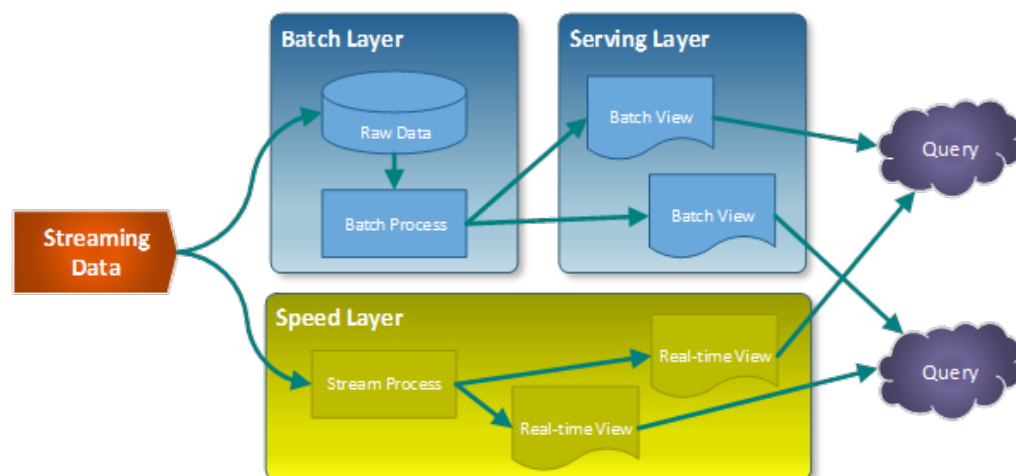 Batch Layer
Serving Layer
Raw Data
Batch View
Query
Batch Process
Batch View
Streaming
Data
Speed Layer
Real-time View
Query
Stream Process
Real-time View